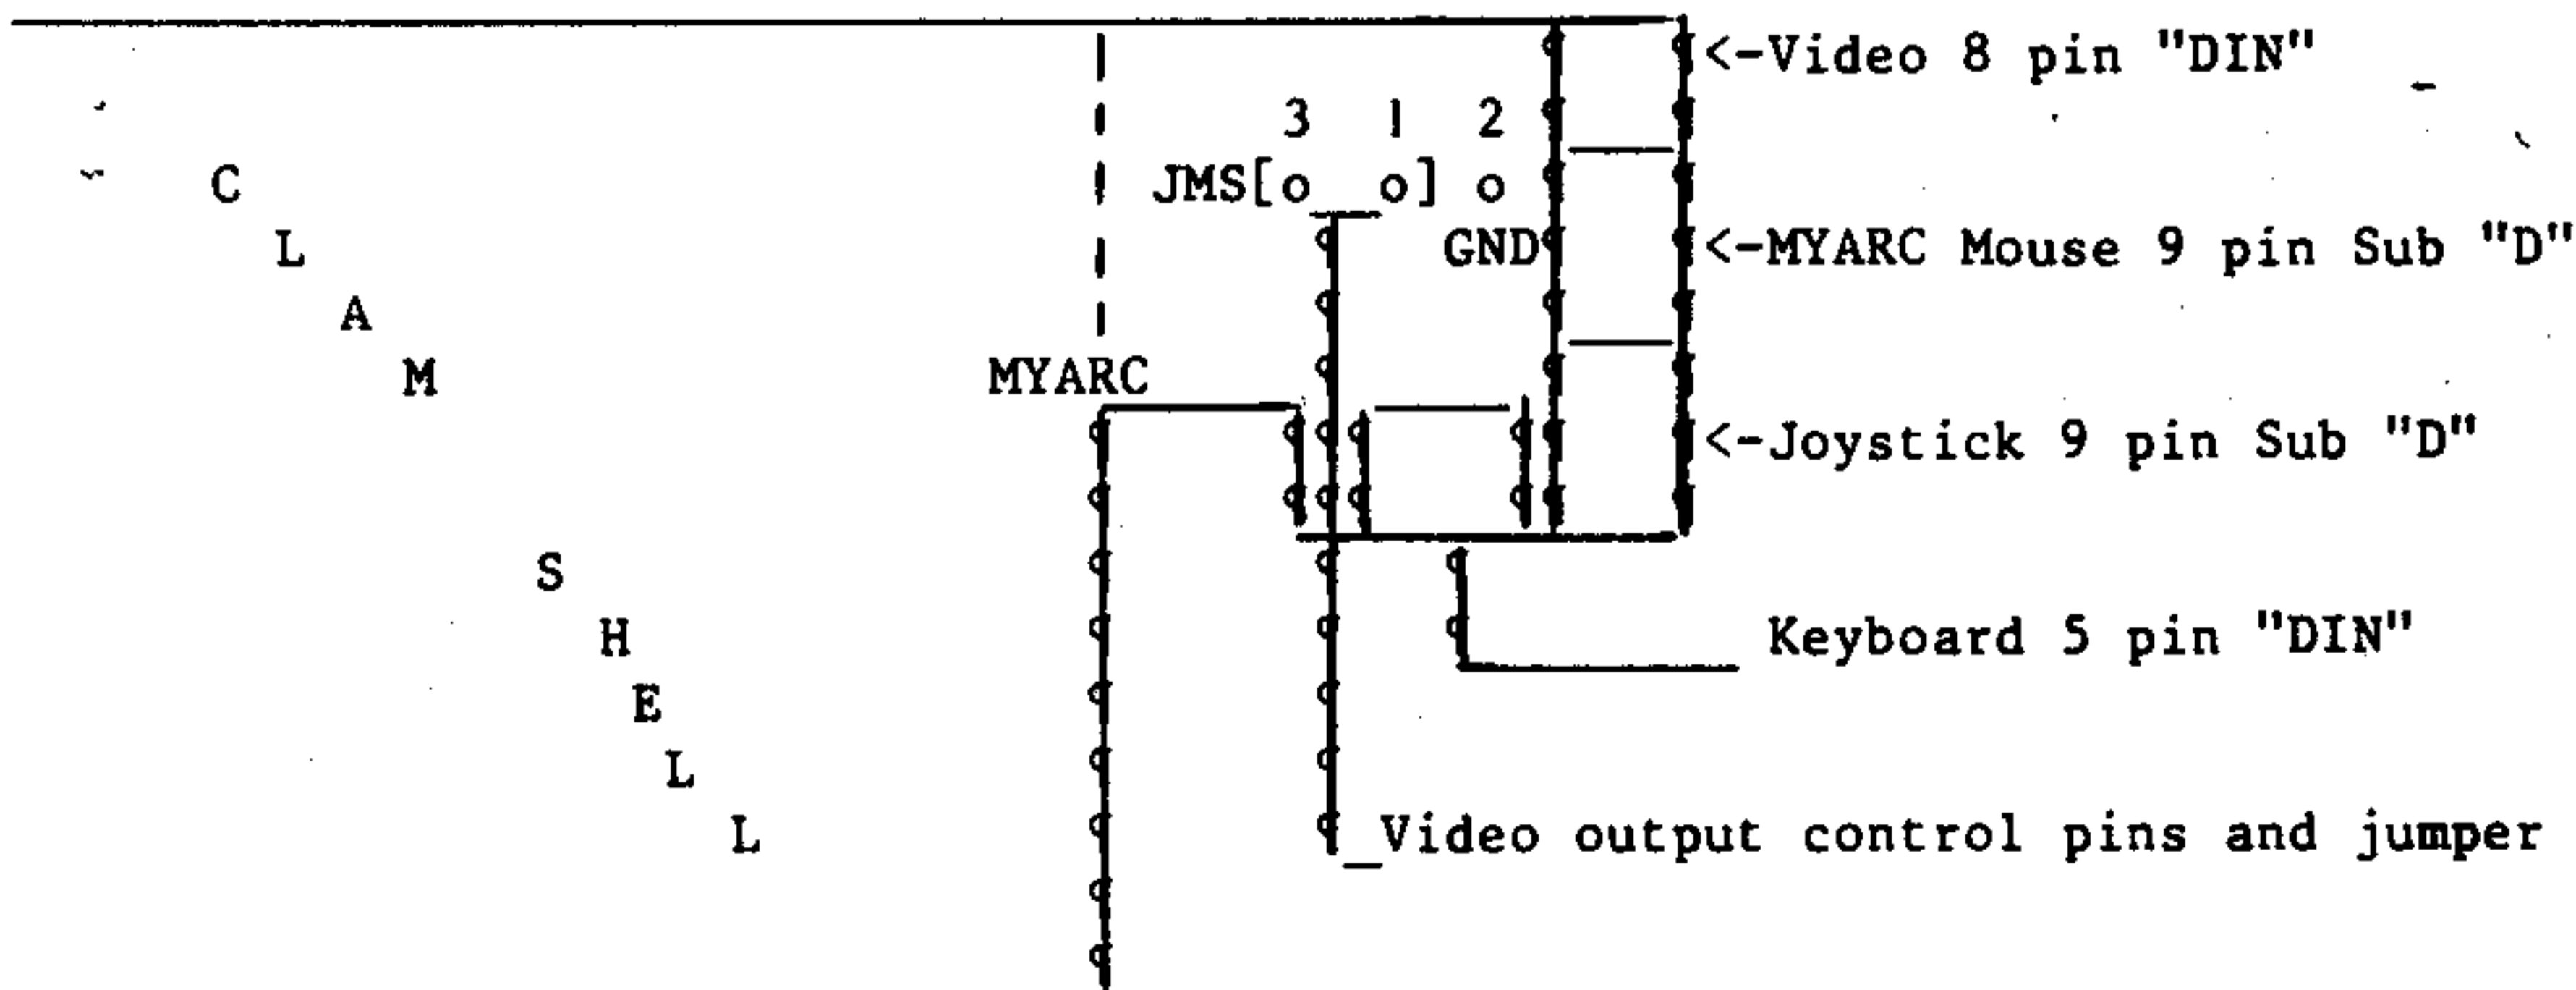 <-Video 8 pin "DIN"
3 1 2
C JMS[o__o] o
L GND <-MYARC Mouse 9 pin Sub "D"
A
M MYARC
<-Joystick 9 pin Sub "D"
S
H Keyboard 5 pin "DIN"
E
L
L _Video output control pins and jumper